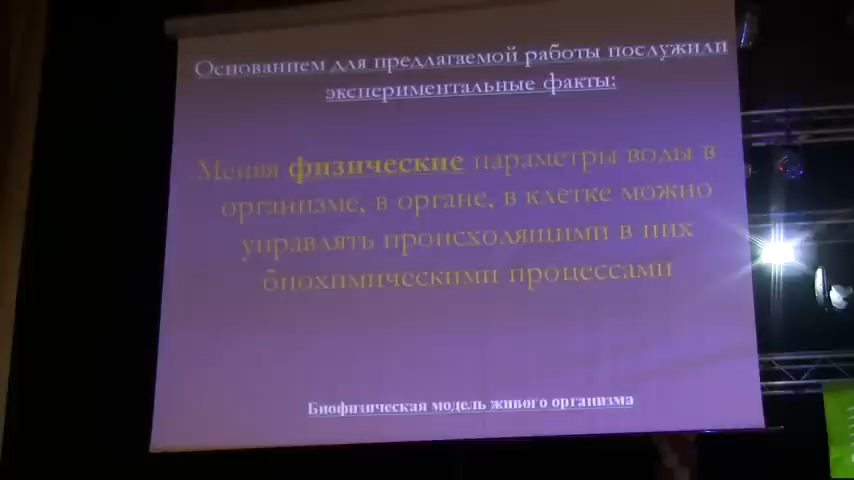 Основанием для предлагаемой работы послужили
экспериментальные факты:
Меняя физические параметры воды в
организме, в органе, в клетке можно
управлять происходящими в них
биохимическими процессами
Биофизическая модель живого организма